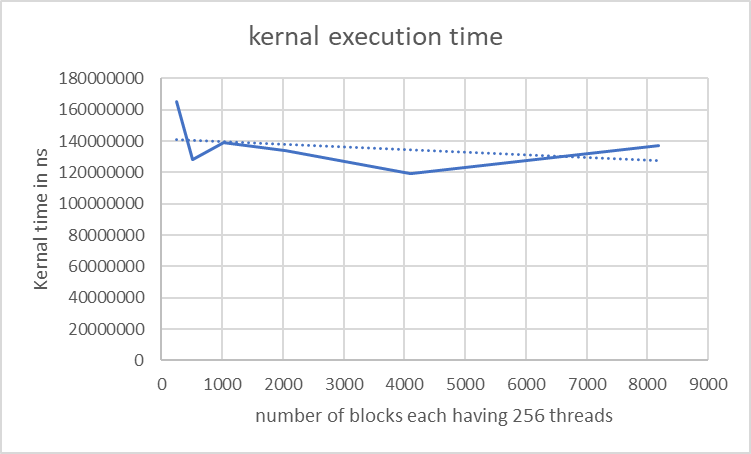 kernal execution time
Kernal time in ns
180000000
160000000
140000000
120000000
100000000
80000000
60000000
40000000
20000000
0
0 1000 2000 3000 4000 5000 6000 7000 8000 9000
number of blocks each having 256 threads